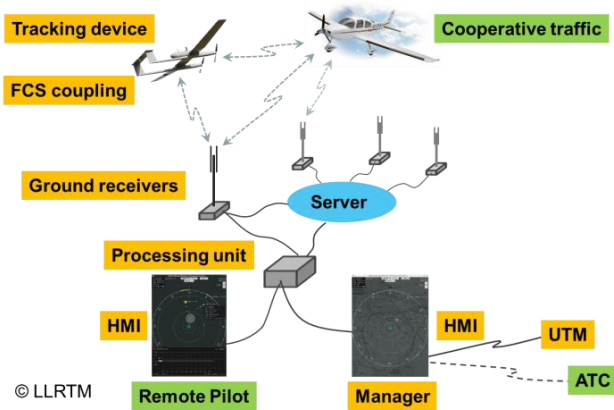 Tracking device
Cooperative traffic
FCS coupling
Ground receivers
Server
Processing unit
HMI
HMI
UTM
ATC
© LLRTM
Remote Pilot
Manager